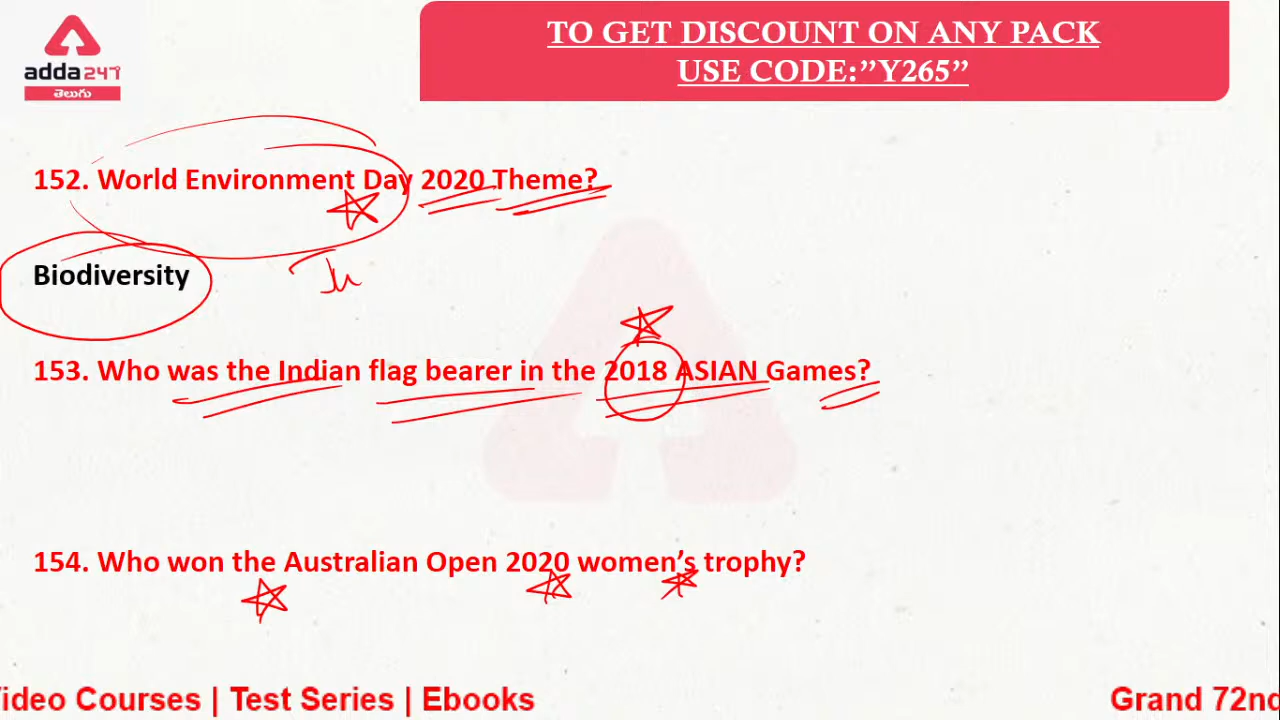 TO GET DISCOUNT ON ANY PACK
USE CODE:”Y265”
adda247
తెలుగు
152. World Environment Day 2020 Theme?
Biodiversity
153. Who was the Indian flag bearer in the 2018 ASIAN Games?
154. Who won the Australian Open 2020 women’s trophy?
ideo Courses | Test Series | Ebooks
Grand 72nd